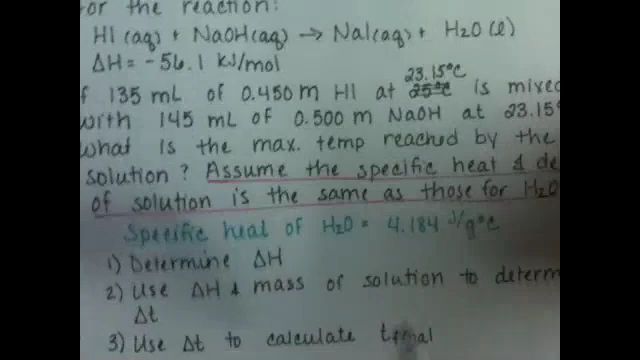 for the reaction:
HI (aq) + NaOH(aq) → NaI(aq) + H2O(l)
ΔH = -56.1 kJ/mol
23.15°C
f 135 mL of 0.450 m HI at 25°C is mixed
with 145 mL of 0.500 m NaOH at 23.15°
what is the max. temp reached by the
solution? Assume the specific heat & de
of solution is the same as those for H2O
Specific heat of H2O = 4.184 J/g°C
1) Determine ΔH
2) Use ΔH & mass of solution to determ
Δt
3) Use Δt to calculate tfinal